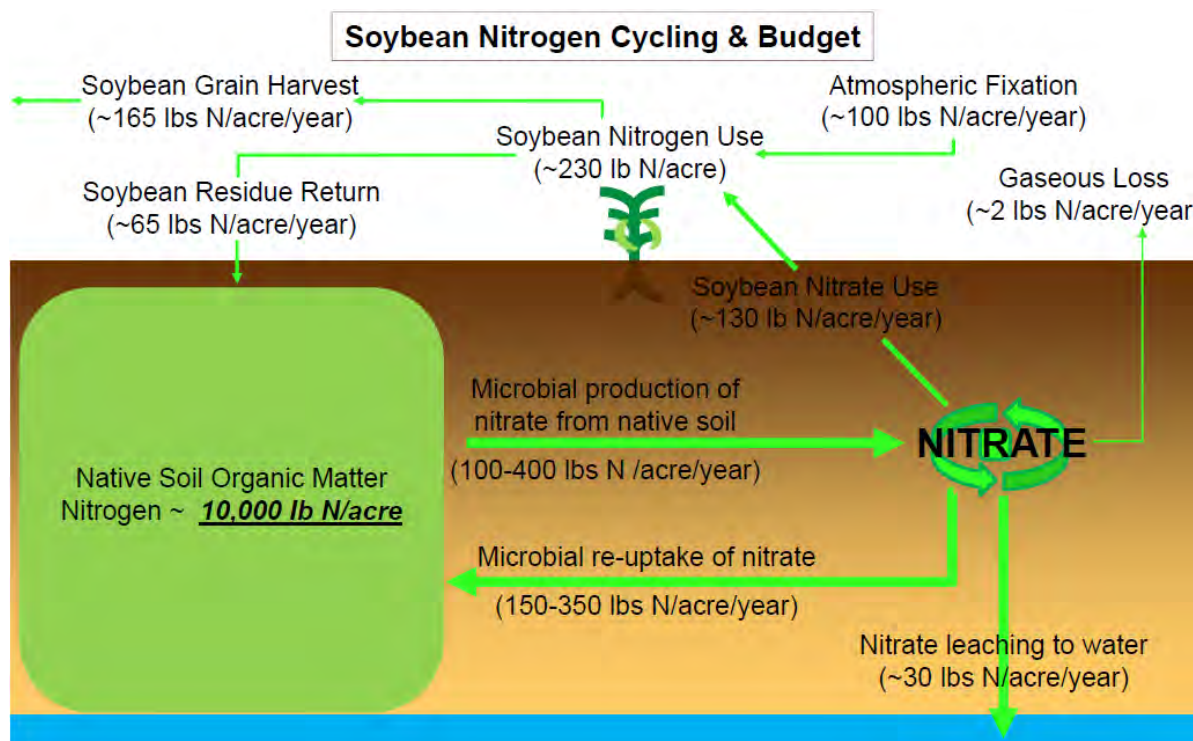 Soybean Nitrogen Cycling & Budget
Soybean Grain Harvest
(~165 lbs N/acre/year)
Atmospheric Fixation
(~100 lbs N/acre/year)
Soybean Nitrogen Use
(~230 lb N/acre)
Soybean Residue Return
(~65 lbs N/acre/year)
Gaseous Loss
(~2 lbs N/acre/year
Soybean Nitrate Use
(~130 lb N/acre/year)
Microbial production of
nitrate from native soil
(100-400 lbs N /acre/year)
NITRATE
Native Soil Organic Matter
Nitrogen ~ 10,000 lb N/acre
Microbial re-uptake of nitrate
(150-350 lbs N/acre/year)
Nitrate leaching to water
(~30 lbs N/acre/year)